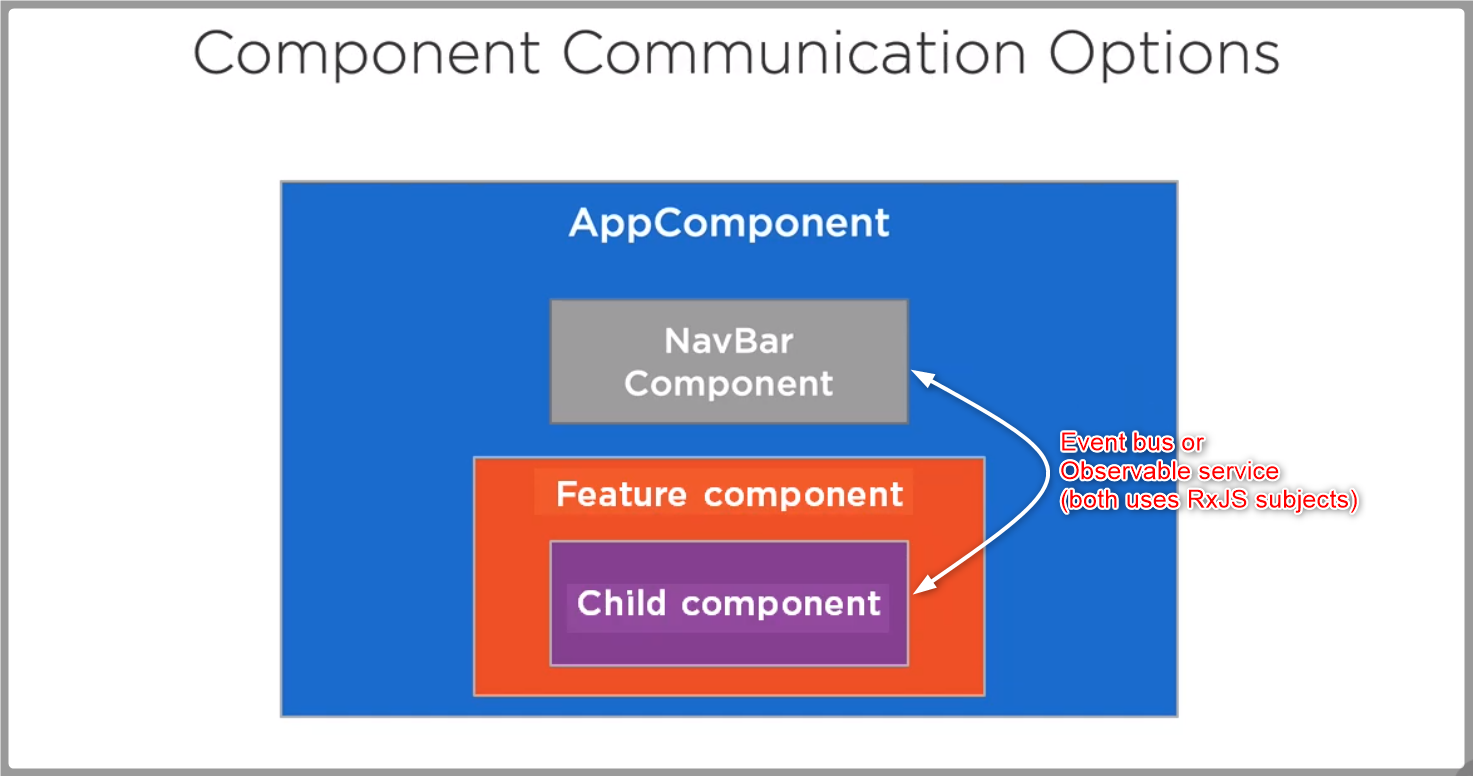 Component Communication Options
AppComponent
NavBar
Component
Event bus or
Observable service
(both uses RxJS subjects)
Feature component
Child component